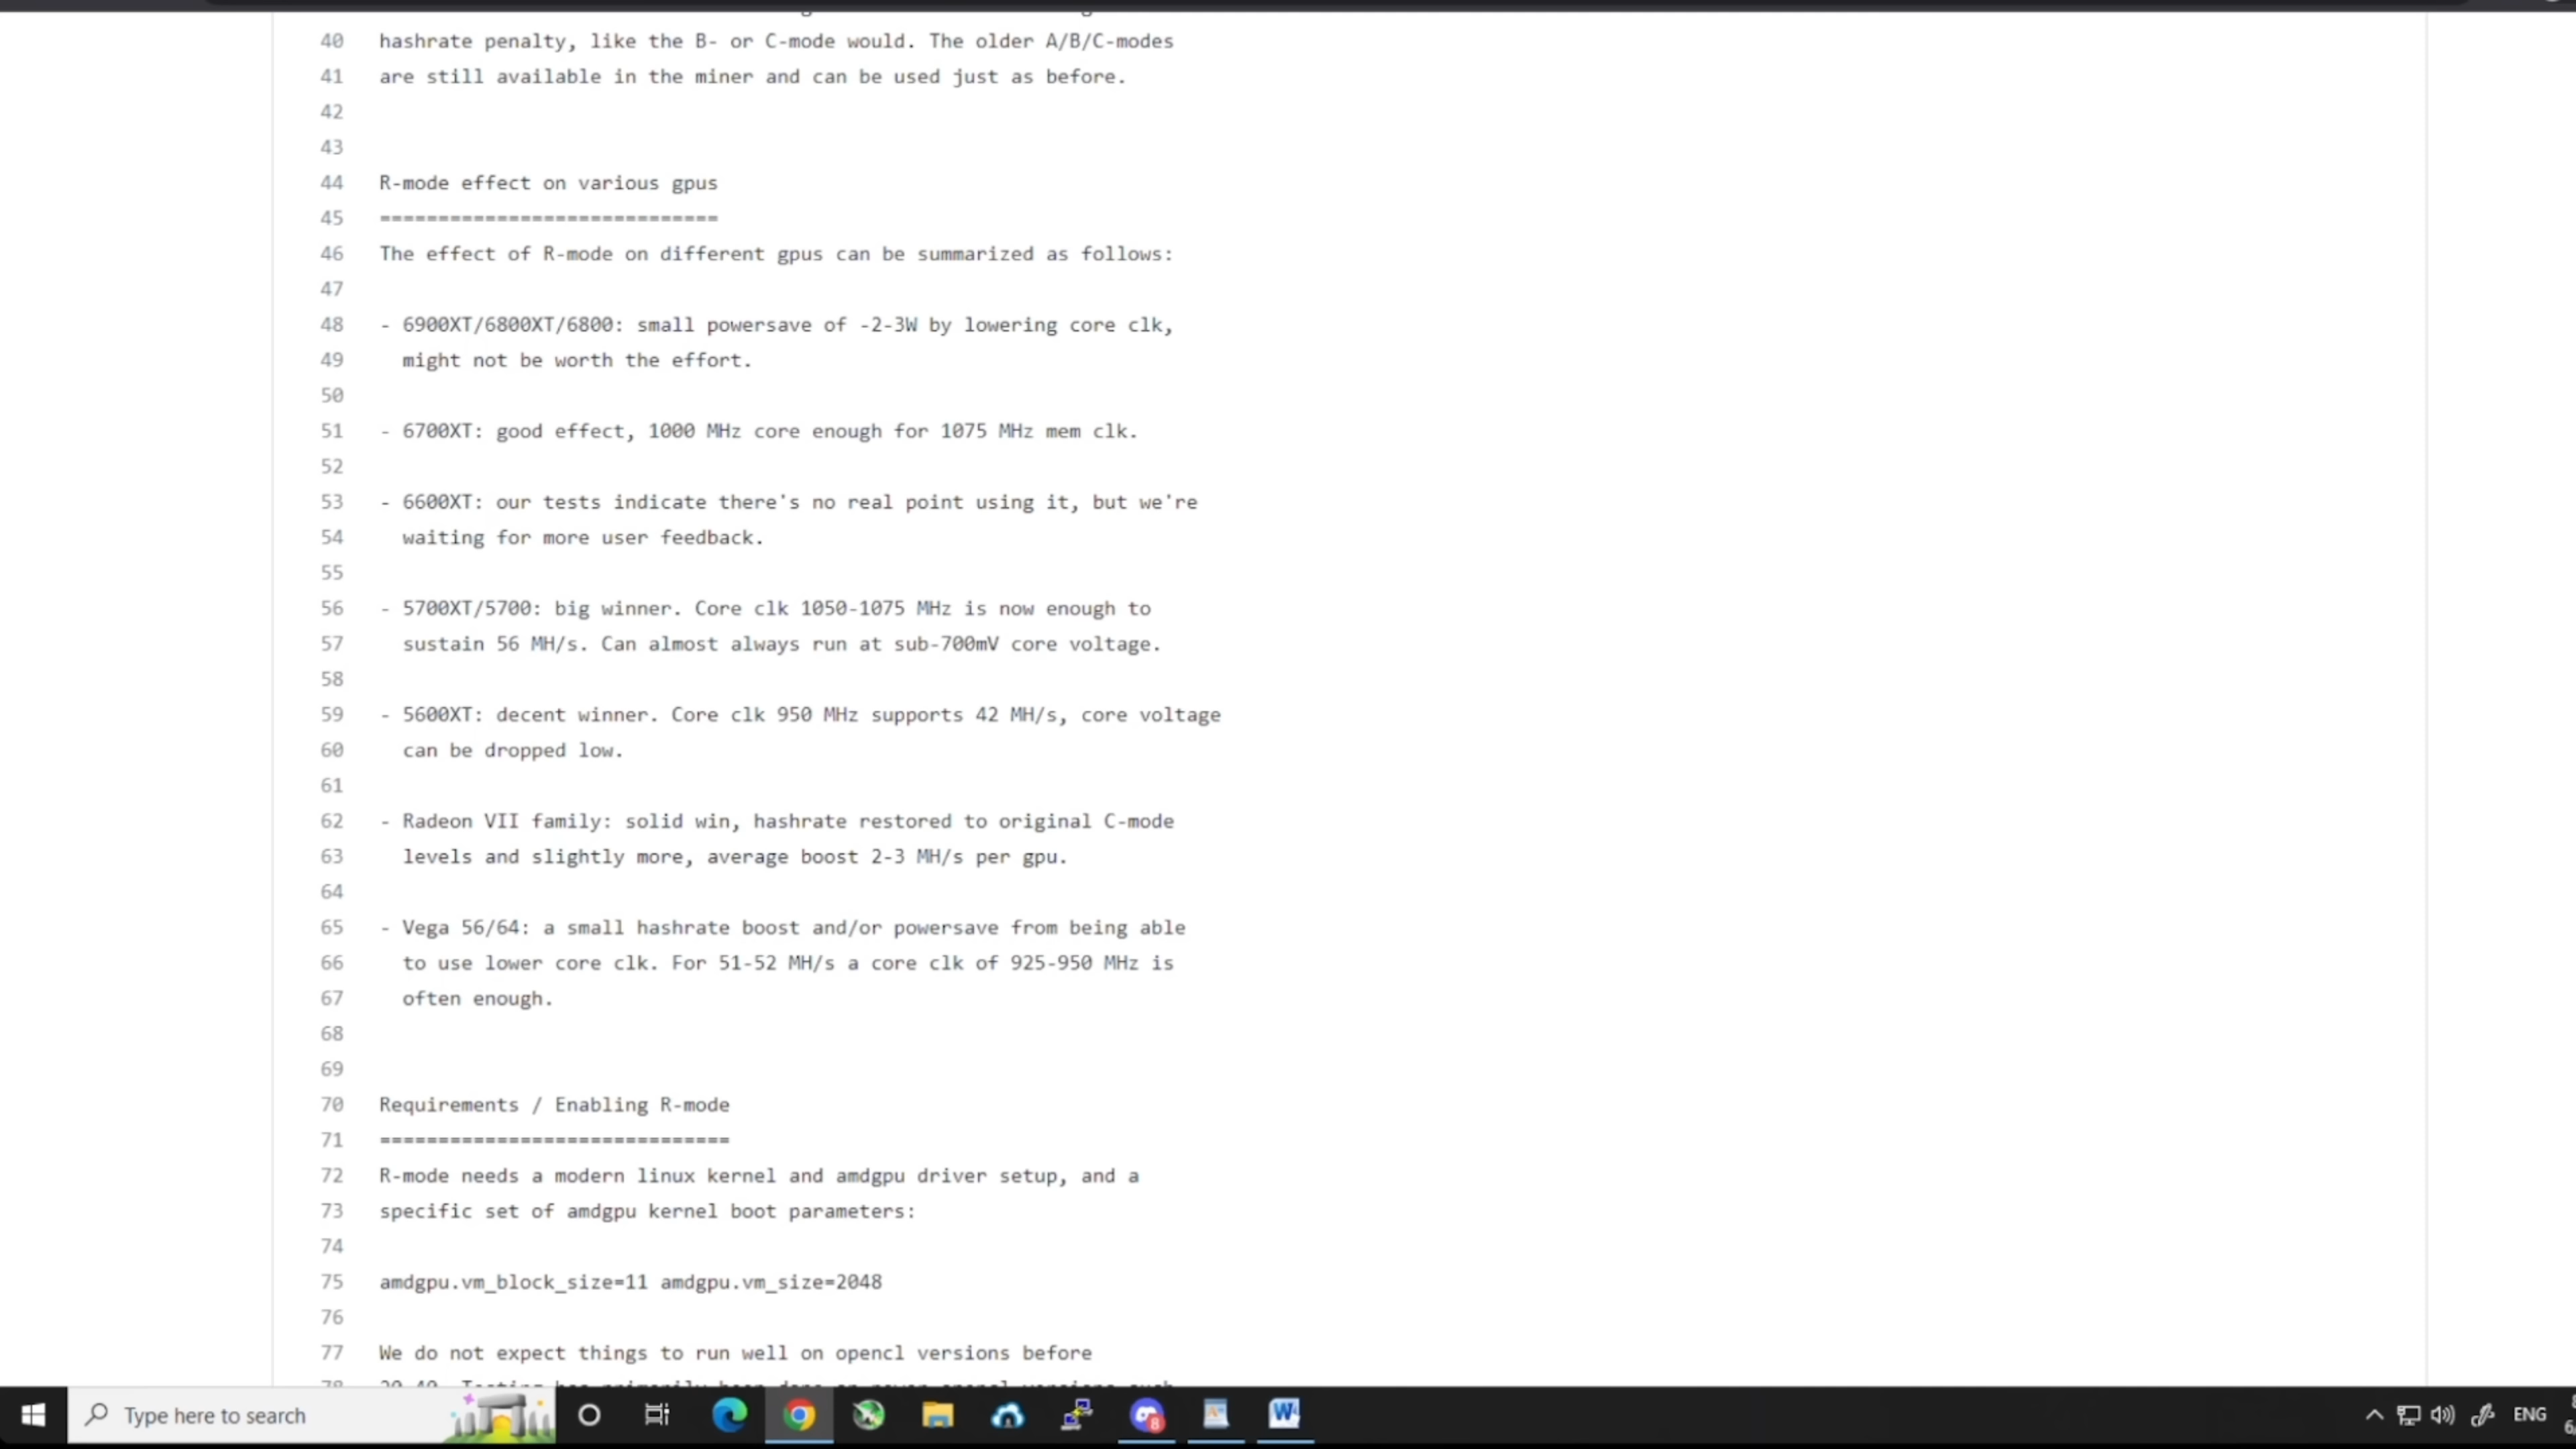 40 hashrate penalty, like the B- or C-mode would. The older A/B/C-modes
41 are still available in the miner and can be used just as before.
42
43
44 R-mode effect on various gpus
45 =============================
46 The effect of R-mode on different gpus can be summarized as follows:
47
48 - 6900XT/6800XT/6800: small powersave of -2-3W by lowering core clk,
49 might not be worth the effort.
50
51 - 6700XT: good effect, 1000 MHz core enough for 1075 MHz mem clk.
52
53 - 6600XT: our tests indicate there's no real point using it, but we're
54 waiting for more user feedback.
55
56 - 5700XT/5700: big winner. Core clk 1050-1075 MHz is now enough to
57 sustain 56 MH/s. Can almost always run at sub-700mV core voltage.
58
59 - 5600XT: decent winner. Core clk 950 MHz supports 42 MH/s, core voltage
60 can be dropped low.
61
62 - Radeon VII family: solid win, hashrate restored to original C-mode
63 levels and slightly more, average boost 2-3 MH/s per gpu.
64
65 - Vega 56/64: a small hashrate boost and/or powersave from being able
66 to use lower core clk. For 51-52 MH/s a core clk of 925-950 MHz is
67 often enough.
68
69
70 Requirements / Enabling R-mode
71 ==============================
72 R-mode needs a modern linux kernel and amdgpu driver setup, and a
73 specific set of amdgpu kernel boot parameters:
74
75 amdgpu.vm_block_size=11 amdgpu.vm_size=2048
76
77 We do not expect things to run well on opencl versions before
Type here to search
8
W
ENG